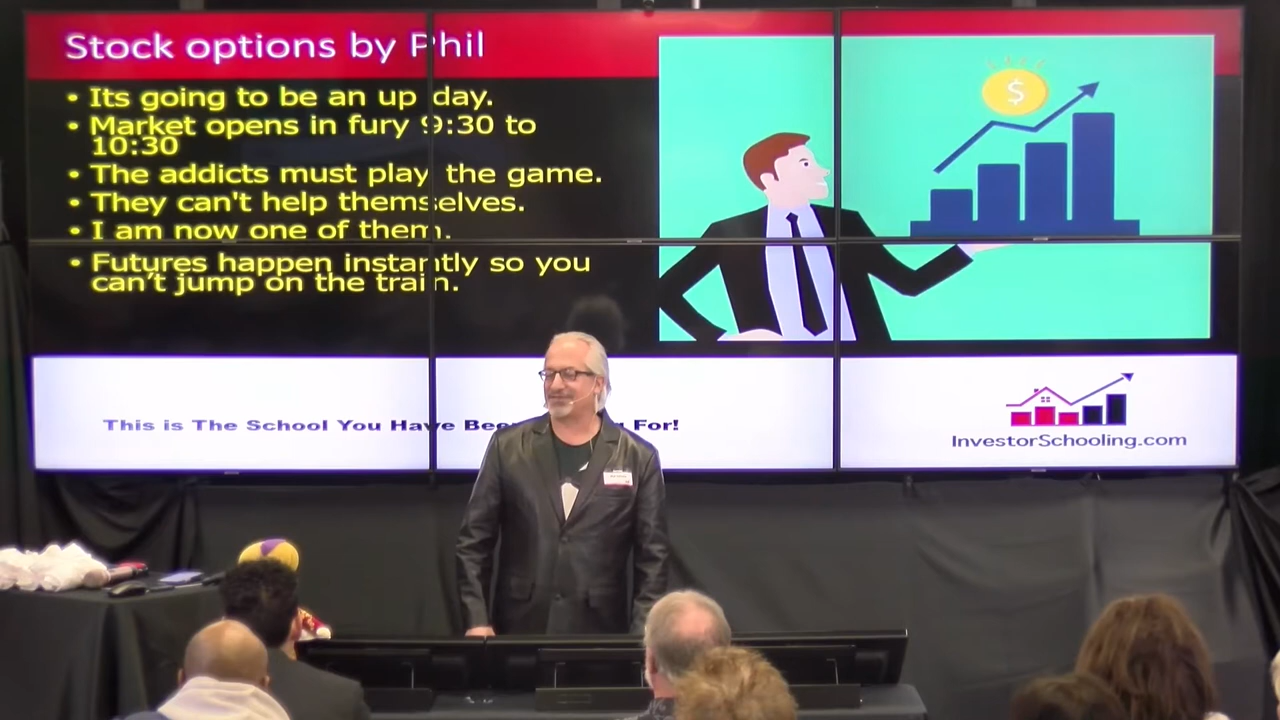 Stock options by Phil
• Its going to be an up day.
• Market opens in fury 9:30 to
10:30
• The addicts must play the game.
• They can't help themselves.
• I am now one of them.
• Futures happen instantly so you
can't jump on the train.
$
This is The School You Have Bee For!
InvestorSchooling.com